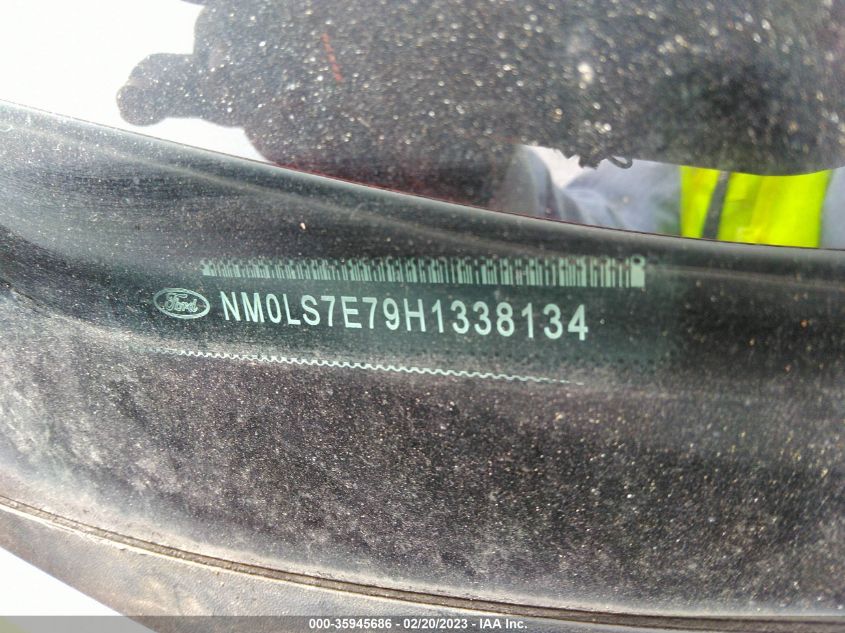 Ford NM0LS7E79H1338134
000-35945686 / 02/20/2023 - IAA Inc.